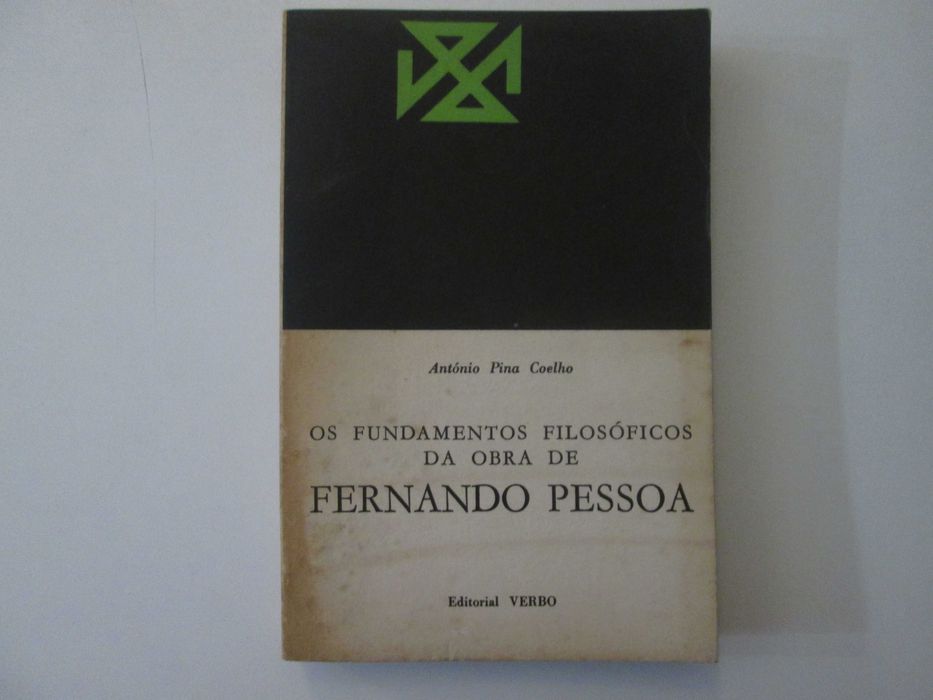 António Pina Coelho
OS FUNDAMENTOS FILOSÓFICOS
DA OBRA DE
FERNANDO PESSOA
Editorial VERBO